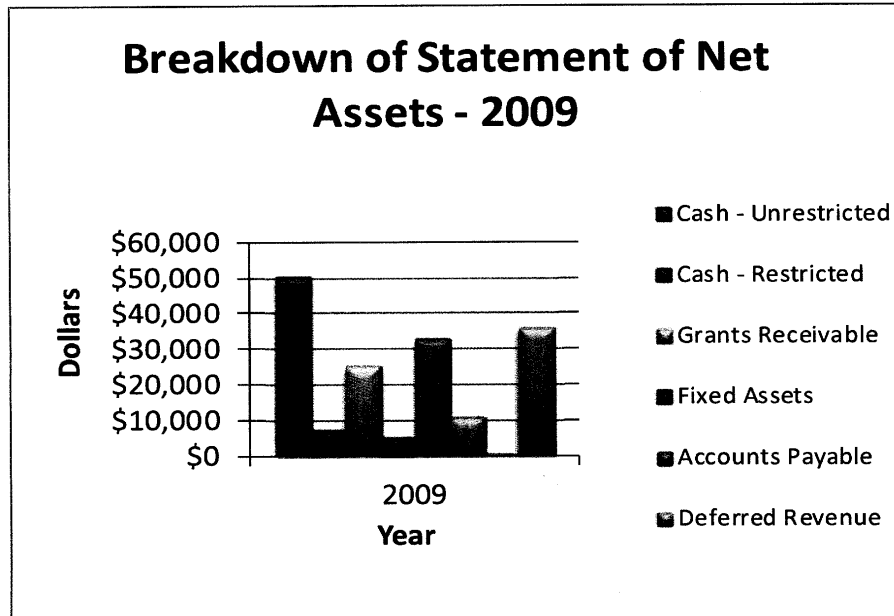 Breakdown of Statement of Net
Assets - 2009
$60,000
$50,000
$40,000
$30,000
$20,000
$10,000
$0
Dollars
2009
Year
Cash - Unrestricted
Cash - Restricted
Grants Receivable
Fixed Assets
Accounts Payable
Deferred Revenue